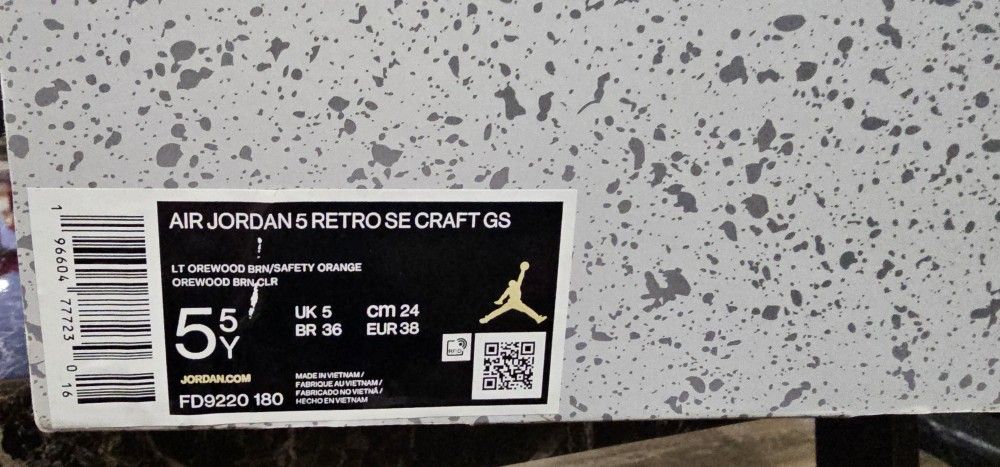 AIR JORDAN 5 RETRO SE CRAFT GS
LT OREWOOD BRN/SAFETY ORANGE
OREWOOD BRN CLR
5 5Y
UK 5 cm 24
BR 36 EUR 38
RFID
JORDAN.COM
FD9220 180
MADE IN VIETNAM /
FABRIQUE AU VIETNAM /
FABRICADO NO VIETNÃ /
HECHO EN VIETNAM
1 96604 77723 0 16